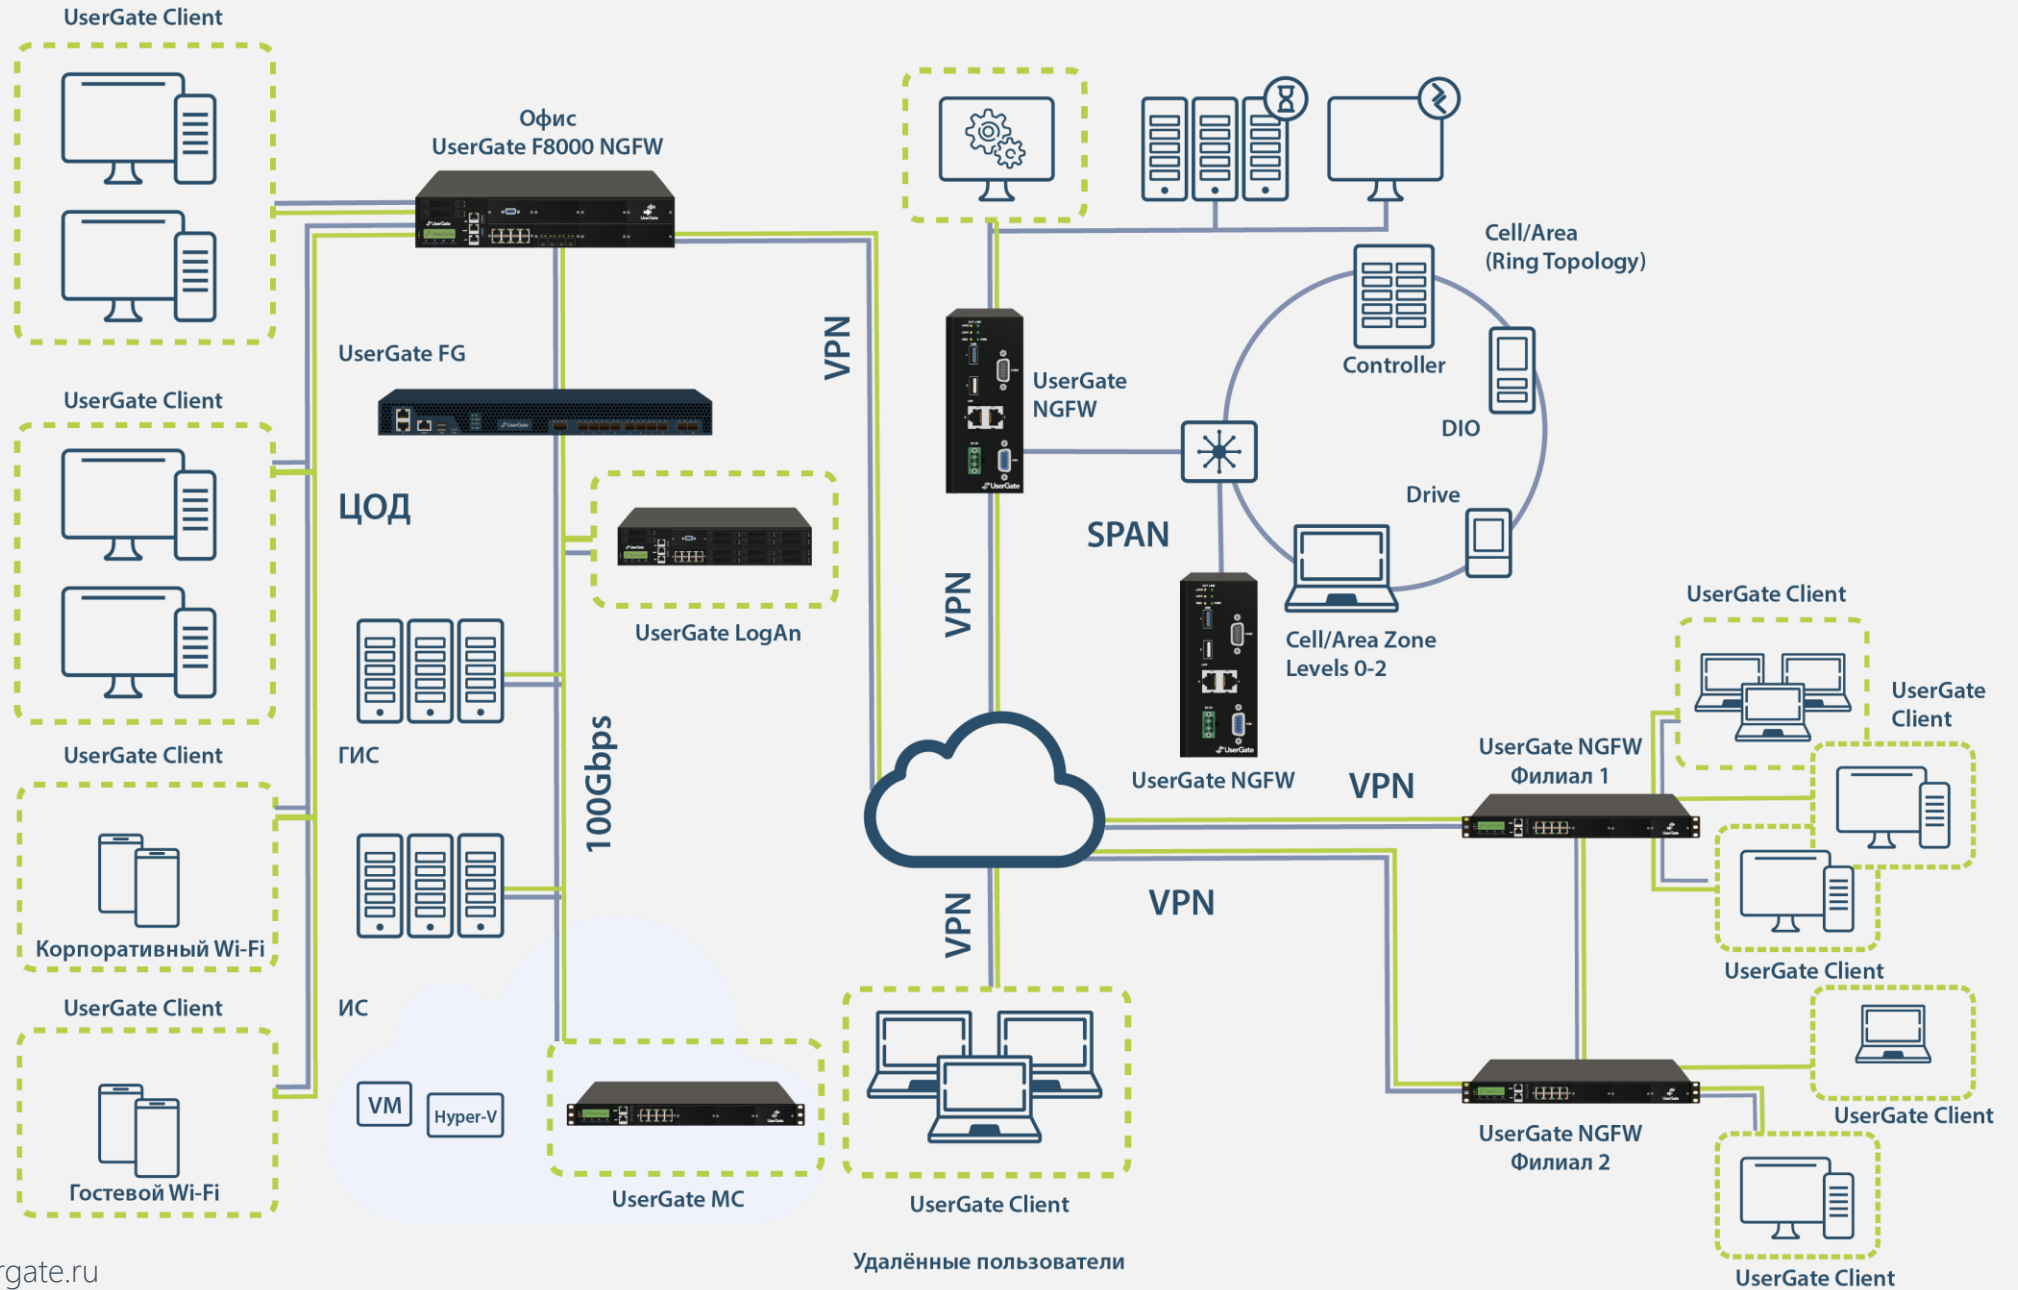 UserGate Client
Офис
UserGate F8000 NGFW
Cell/Area
(Ring Topology)
VPN
UserGate FG
UserGate
NGFW
Controller
UserGate Client
DIO
ЦОД
Drive
SPAN
VPN
UserGate LogAn
Cell/Area Zone
Levels 0-2
UserGate Client
UserGate
Client
UserGate Client
ГИС
100Gbps
UserGate NGFW
VPN
UserGate NGFW
Филиал 1
Корпоративный Wi-Fi
VPN
VPN
UserGate Client
UserGate Client
ИС
VM
Hyper-V
UserGate Client
UserGate NGFW
Филиал 2
Гостевой Wi-Fi
UserGate MC
UserGate Client
Удалённые пользователи
UserGate Client
rgate.ru
UserGate
UserGate
UserGate
UserGate